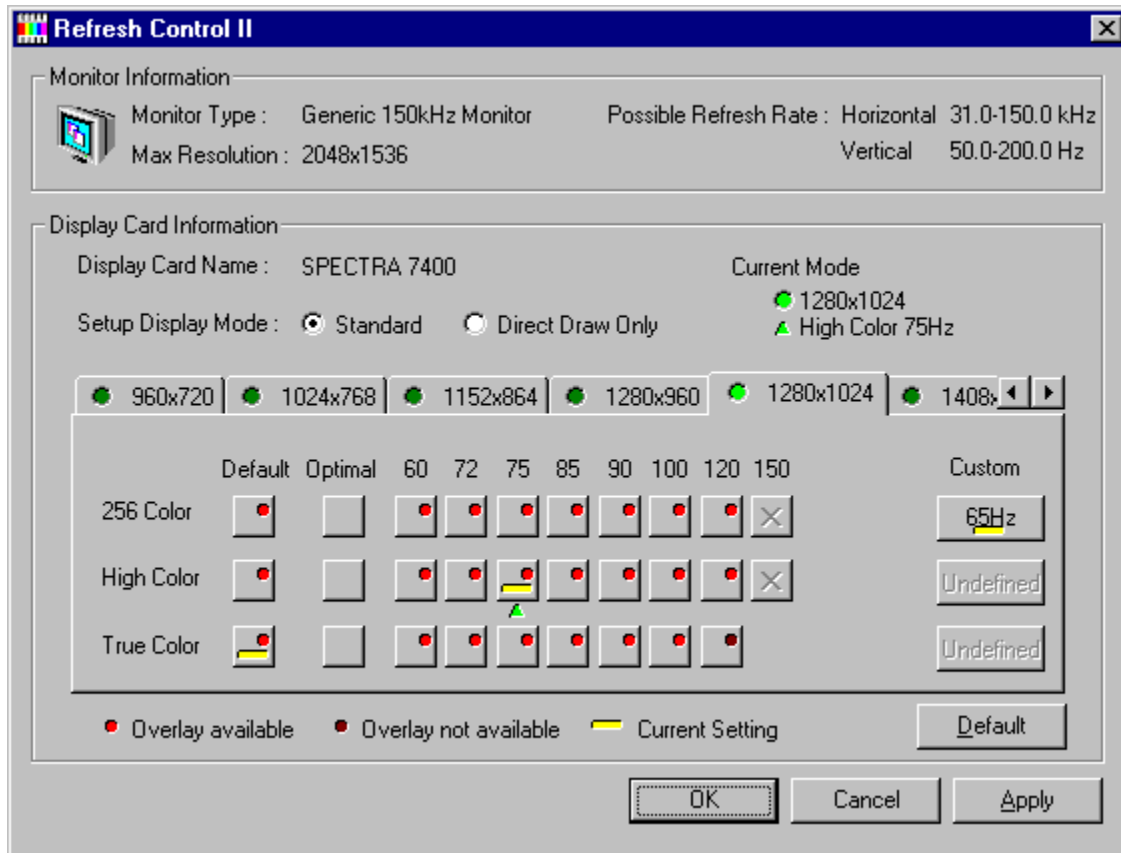 Refresh Control II
Monitor Information
Monitor Type : Generic 150kHz Monitor Possible Refresh Rate : Horizontal 31.0-150.0 kHz
Max Resolution : 2048x1536 Vertical 50.0-200.0 Hz
Display Card Information
Display Card Name : SPECTRA 7400 Current Mode
1280x1024
Setup Display Mode : Standard Direct Draw Only High Color 75Hz
960x720 1024x768 1152x864 1280x960 1280x1024 1408x
Default Optimal 60 72 75 85 90 100 120 150 Custom
256 Color 65Hz
High Color Undefined
True Color Undefined
Overlay available Overlay not available Current Setting Default
OK Cancel Apply